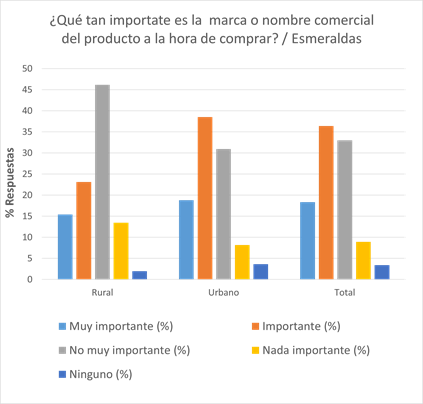 ¿Qué tan importate es la marca o nombre comercial
del producto a la hora de comprar? / Esmeraldas
% Respuestas
50
45
40
35
30
25
20
15
10
5
0
Rural
Urbano
Total
Muy importante (%)
Importante (%)
No muy importante (%)
Nada importante (%)
Ninguno (%)